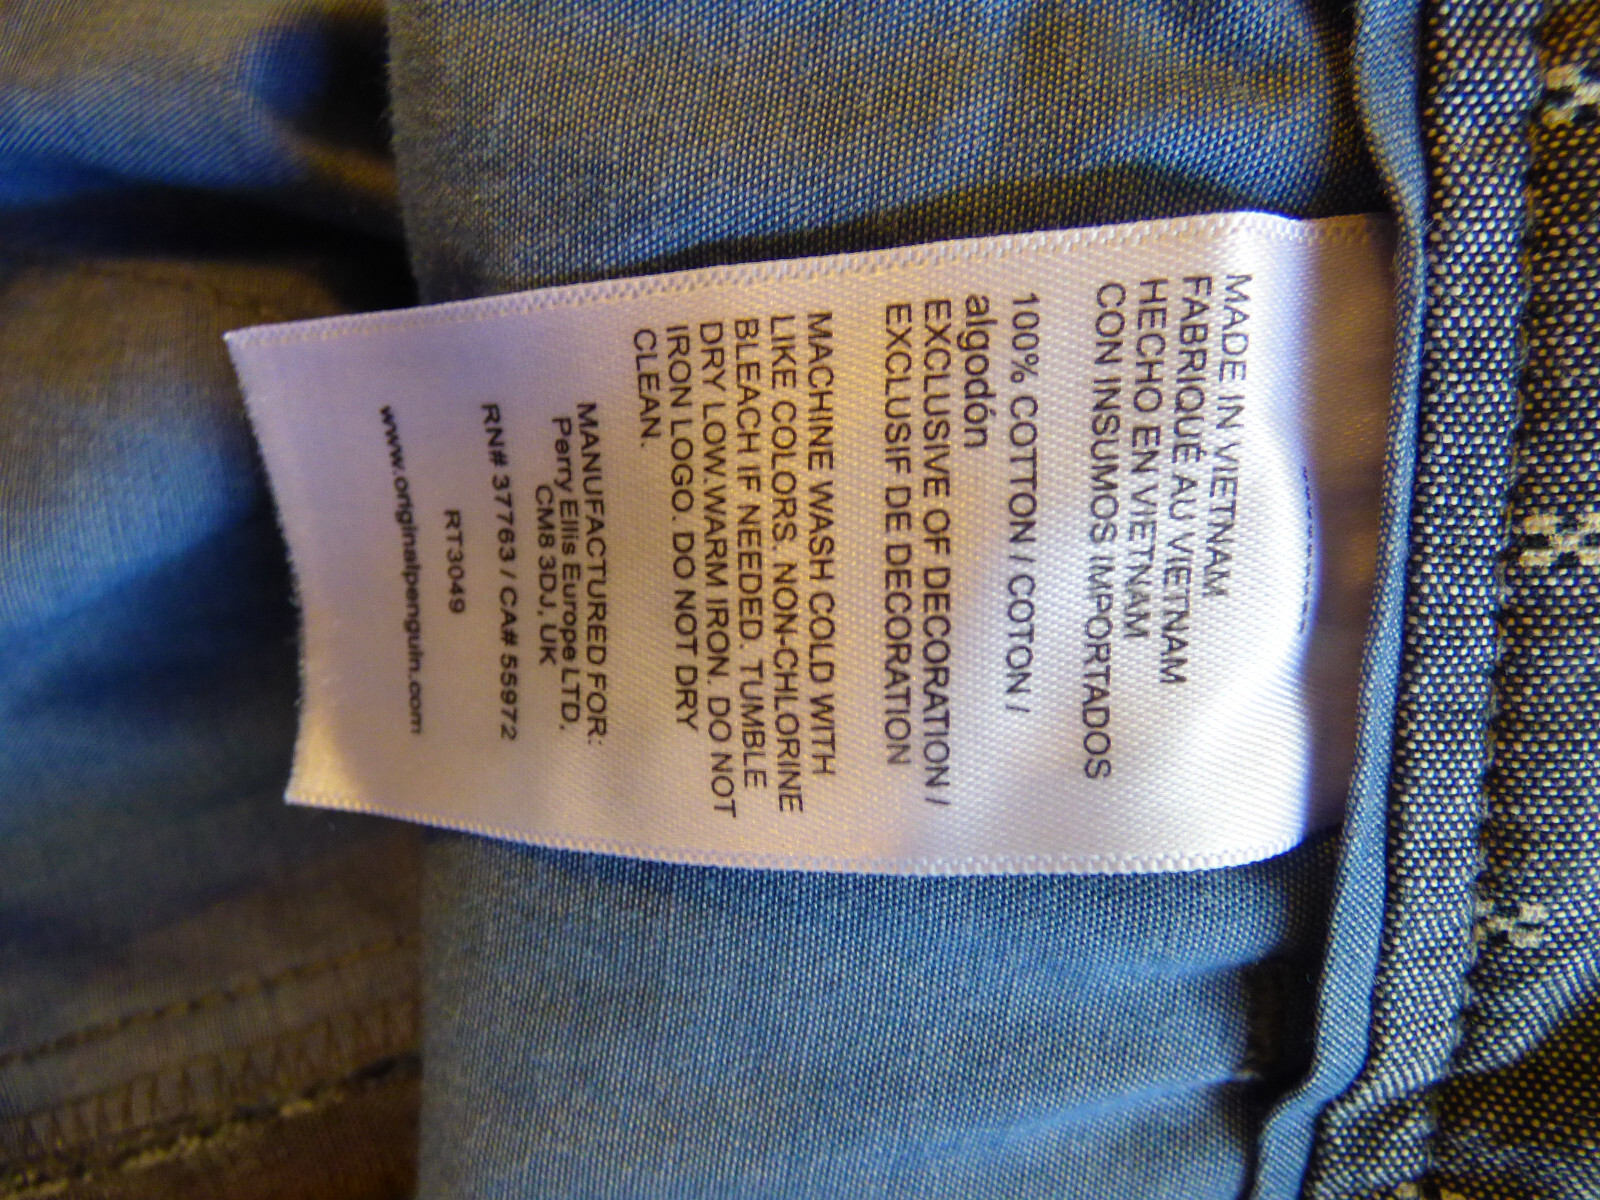 MADE IN VIETNAM
FABRIQUÉ AU VIETNAM
HECHO EN VIETNAM
CON INSUMOS IMPORTADOS
100% COTTON / COTON /
algodón
EXCLUSIVE OF DECORATION /
EXCLUSIF DE DECORATION
MACHINE WASH COLD WITH
LIKE COLORS. NON-CHLORINE
BLEACH IF NEEDED. TUMBLE
DRY LOW.WARM IRON. DO NOT
IRON LOGO. DO NOT DRY
CLEAN.
MANUFACTURED FOR:
Perry Ellis Europe LTD.
CM8 3DJ, UK
RN# 37763 / CA# 55972
RT3049
www.originalpenguin.com